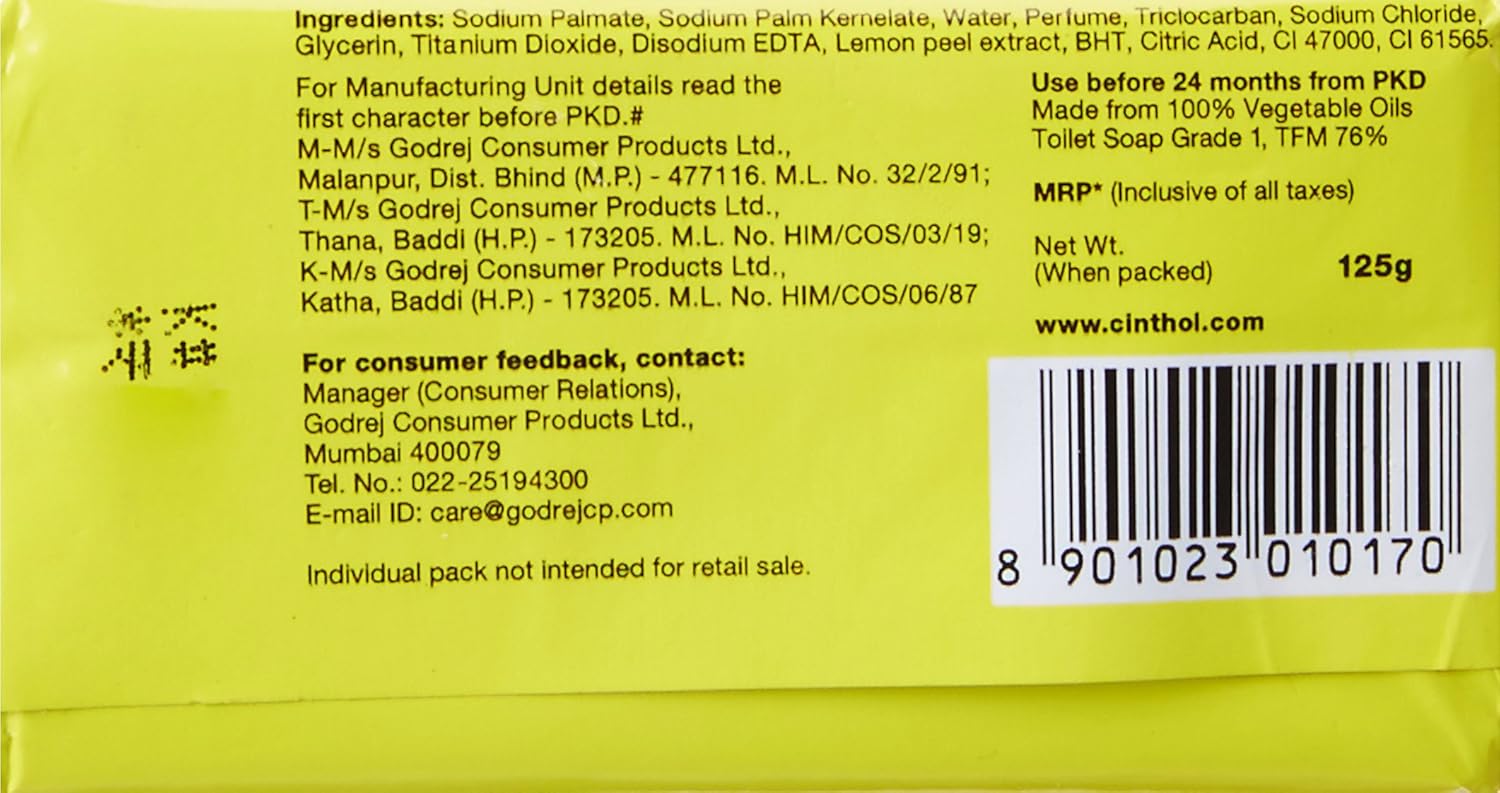 Ingredients: Sodium Palmate, Sodium Palm Kernelate, Water, Perfume, Triclocarban, Sodium Chloride,
Glycerin, Titanium Dioxide, Disodium EDTA, Lemon peel extract, BHT, Citric Acid, CI 47000, CI 61565.
For Manufacturing Unit details read the
first character before PKD.#
M-M/s Godrej Consumer Products Ltd.,
Malanpur, Dist. Bhind (M.P.) - 477116. M.L. No. 32/2/91;
T-M/s Godrej Consumer Products Ltd.,
Thana, Baddi (H.P.) - 173205. M.L. No. HIM/COS/03/19;
K-M/s Godrej Consumer Products Ltd.,
Katha, Baddi (H.P.) - 173205. M.L. No. HIM/COS/06/87
For consumer feedback, contact:
Manager (Consumer Relations),
Godrej Consumer Products Ltd.,
Mumbai 400079
Tel. No.: 022-25194300
E-mail ID: care@godrejcp.com
Individual pack not intended for retail sale.
Use before 24 months from PKD
Made from 100% Vegetable Oils
Toilet Soap Grade 1, TFM 76%
MRP* (Inclusive of all taxes)
Net Wt.
(When packed) 125g
www.cinthol.com
8 901023 010170